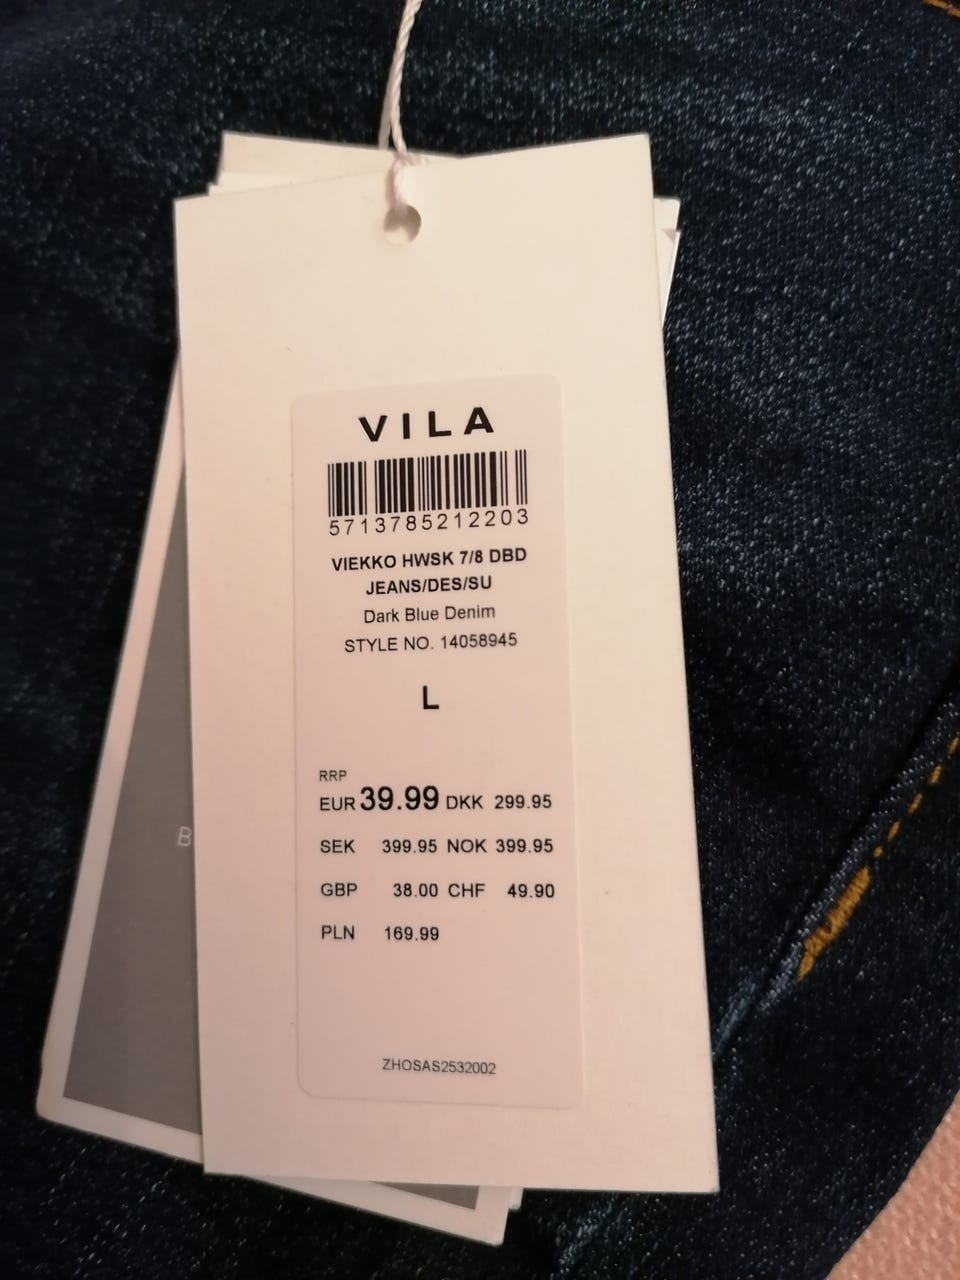 VILA
5713785212203
VIEKKO HWSK 7/8 DBD
JEANS/DES/SU
Dark Blue Denim
STYLE NO. 14058945
L
RRP
EUR 39.99 DKK 299.95
SEK 399.95 NOK 399.95
GBP 38.00 CHF 49.90
PLN 169.99
ZHOSAS2532002
B